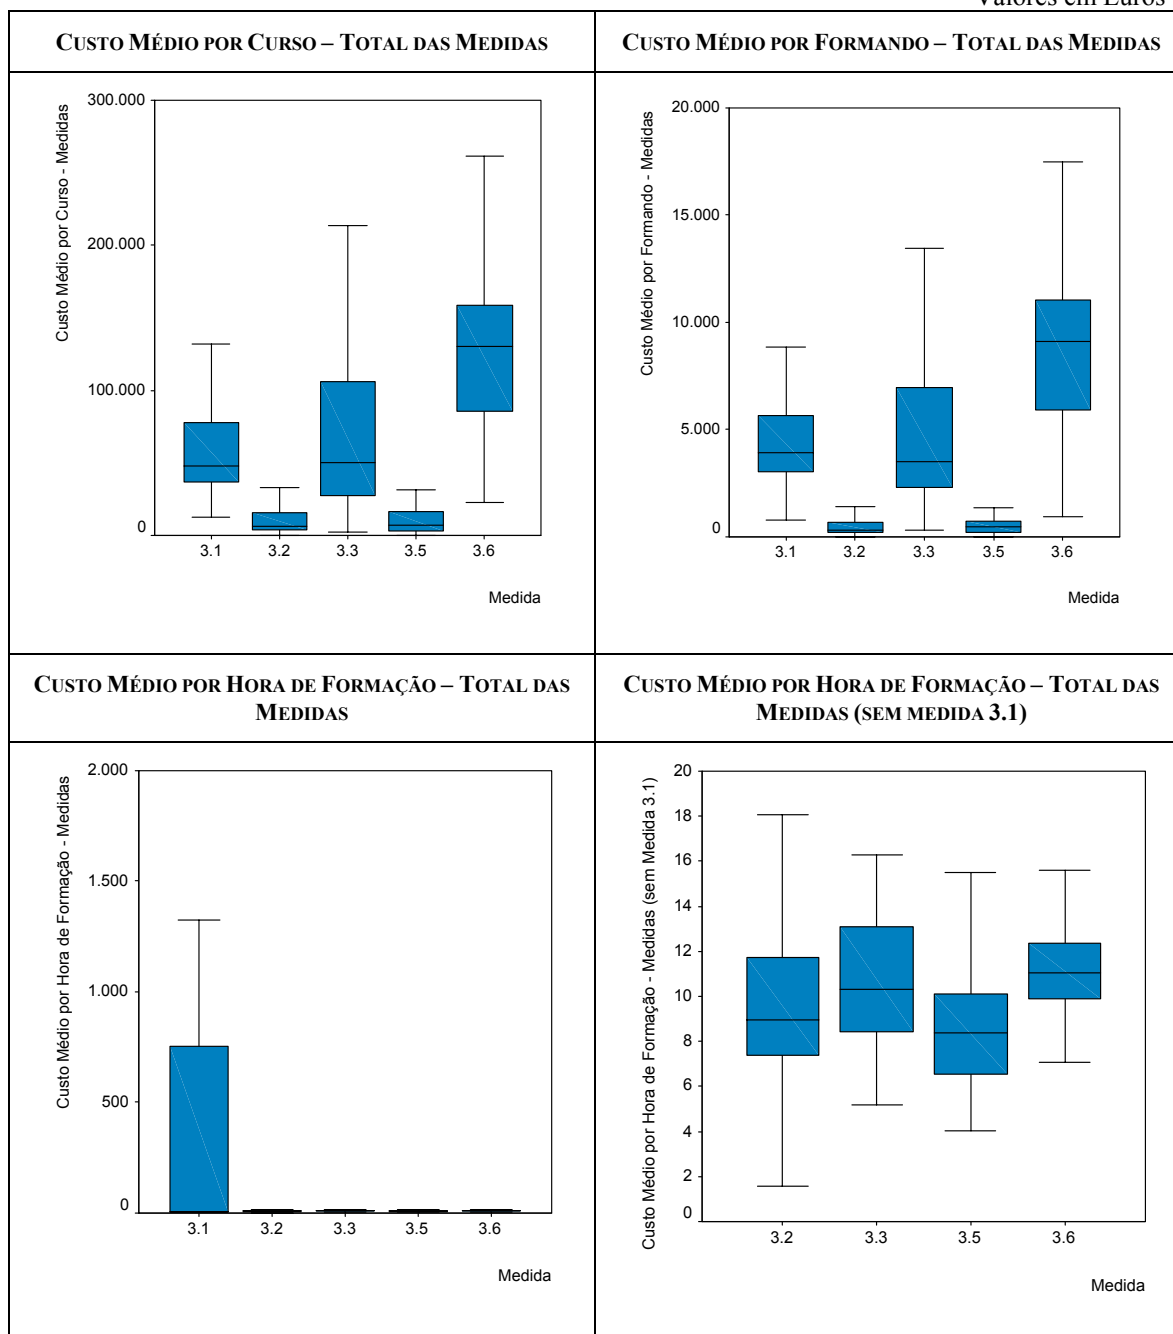 Valores em Euros
CUSTO MÉDIO POR CURSO – TOTAL DAS MEDIDAS
CUSTO MÉDIO POR FORMANDO – TOTAL DAS MEDIDAS
Custo Médio por Curso - Medidas
300.000
200.000
100.000
0
3.1 3.2 3.3 3.5 3.6
Medida
Custo Médio por Formando - Medidas
20.000
15.000
10.000
5.000
0
3.1 3.2 3.3 3.5 3.6
Medida
CUSTO MÉDIO POR HORA DE FORMAÇÃO – TOTAL DAS
MEDIDAS
CUSTO MÉDIO POR HORA DE FORMAÇÃO – TOTAL DAS
MEDIDAS (SEM MEDIDA 3.1)
Custo Médio por Hora de Formação - Medidas
2.000
1.500
1.000
500
0
3.1 3.2 3.3 3.5 3.6
Medida
Custo Médio por Hora de Formação - Medidas (sem Medida 3.1)
20
18
16
14
12
10
8
6
4
2
0
3.2 3.3 3.5 3.6
Medida